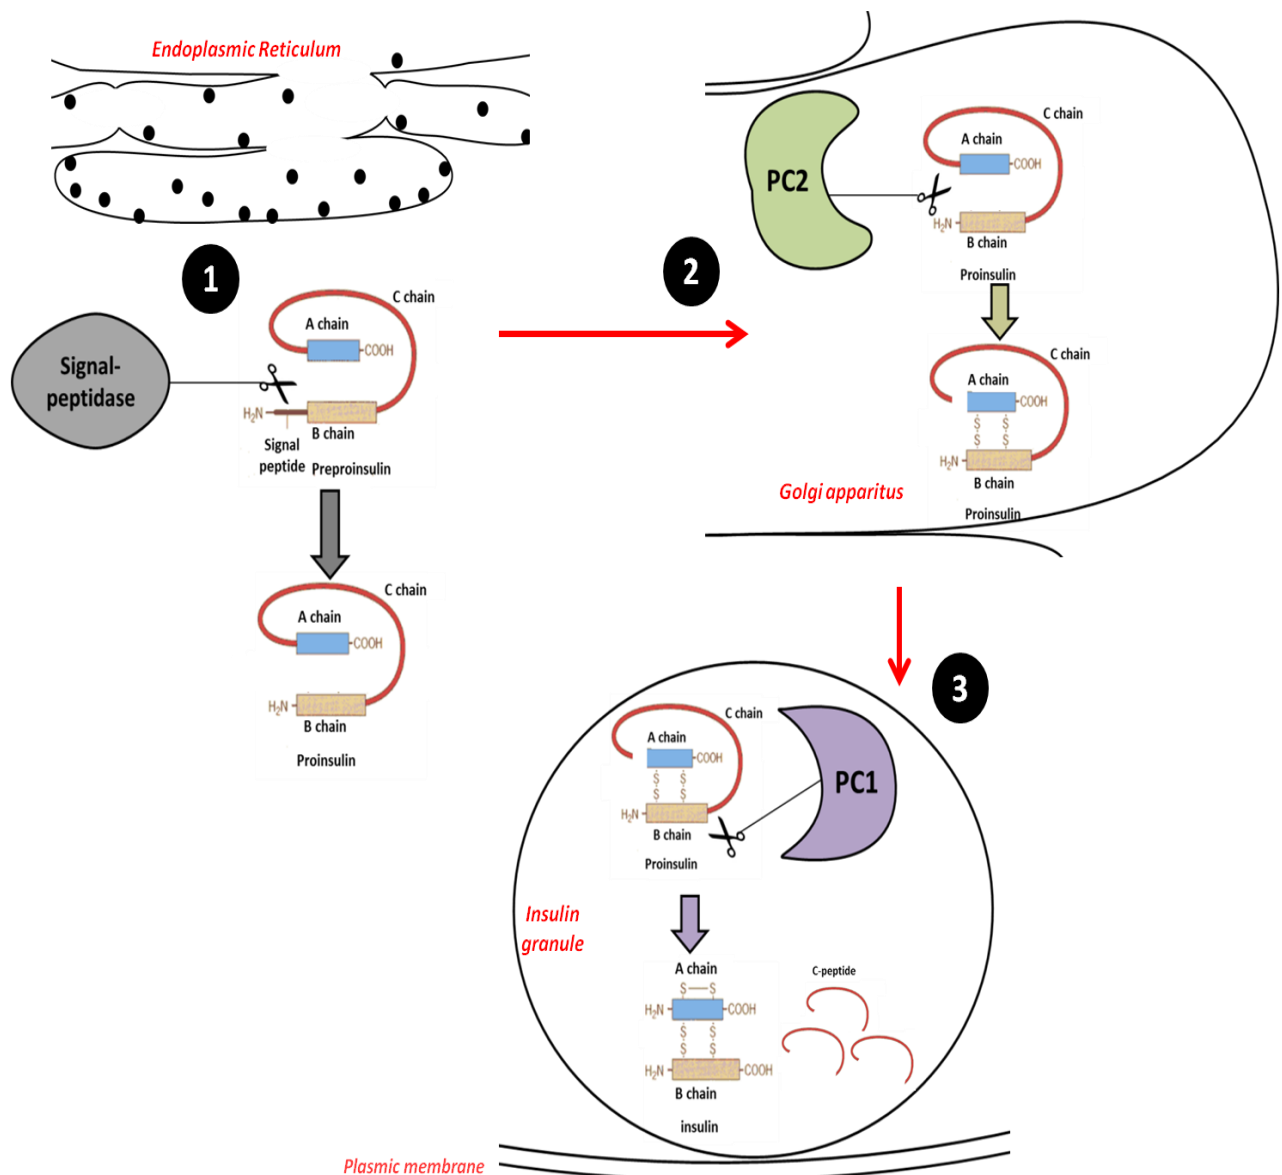 Endoplasmic Reticulum
1
Signal-
peptidase
C chain
A chain
COOH
H₂N
B chain
Signal
peptide
Preproinsulin
C chain
A chain
COOH
H₂N
B chain
Proinsulin
2
PC2
C chain
A chain
COOH
H₂N
B chain
Proinsulin
C chain
A chain
COOH
S S
S S
H₂N
B chain
Proinsulin
Golgi apparitus
3
C chain
A chain
COOH
S S
S S
H₂N
B chain
Proinsulin
PC1
Insulin
granule
A chain
S S
H₂N
COOH
S S
S S
H₂N
COOH
B chain
insulin
C-peptide
Plasmic membrane